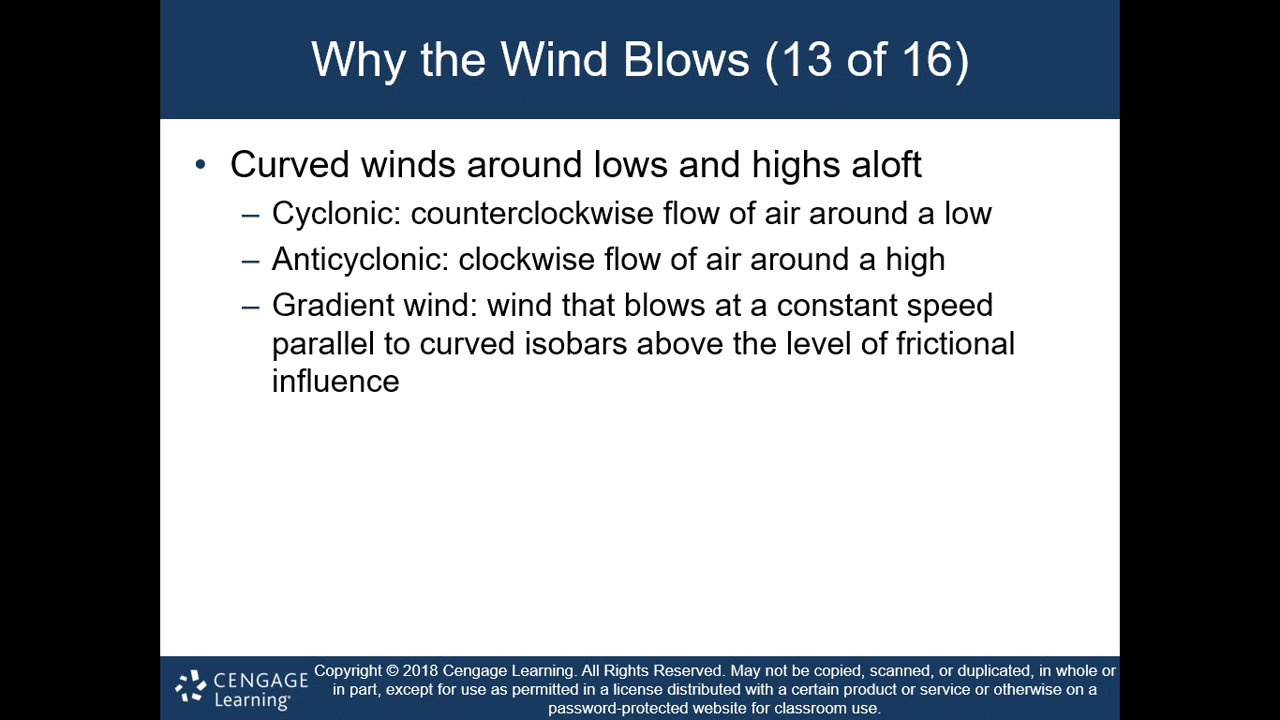 Why the Wind Blows (13 of 16)
• Curved winds around lows and highs aloft
– Cyclonic: counterclockwise flow of air around a low
– Anticyclonic: clockwise flow of air around a high
– Gradient wind: wind that blows at a constant speed
parallel to curved isobars above the level of frictional
influence
CENGAGE
Learning®
Copyright © 2018 Cengage Learning. All Rights Reserved. May not be copied, scanned, or duplicated, in whole or
in part, except for use as permitted in a license distributed with a certain product or service or otherwise on a
password-protected website for classroom use.